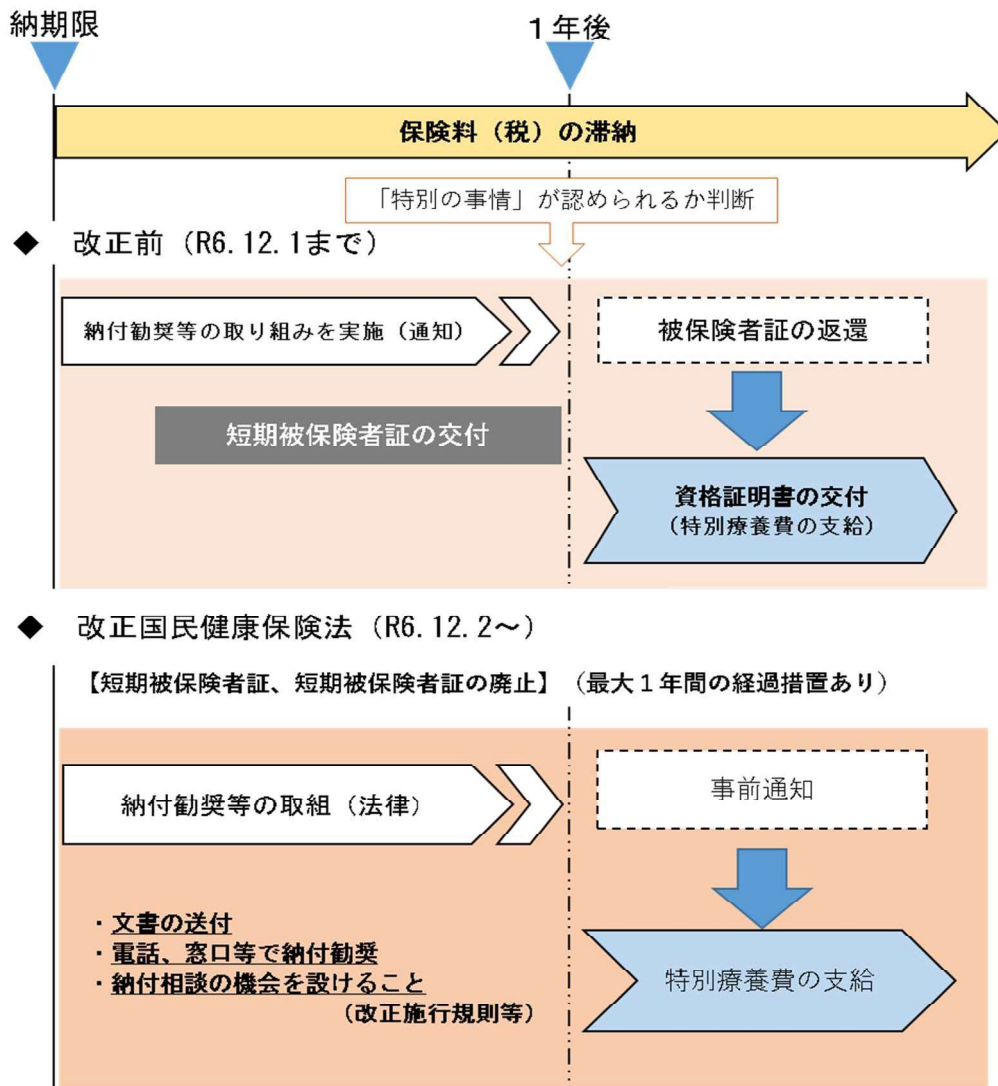 納期限
1年後
保険料(税)の滞納
「特別の事情」が認められるか判断
◆ 改正前(R6.12.1まで)
納付勧奨等の取り組みを実施(通知)
被保険者証の返還
短期被保険者証の交付
資格証明書の交付
(特別療養費の支給)
◆ 改正国民健康保険法(R6.12.2～)
【短期被保険者証、短期被保険者証の廃止】(最大1年間の経過措置あり)
納付勧奨等の取組(法律)
事前通知
・文書の送付
・電話、窓口等で納付勧奨
・納付相談の機会を設けること
(改正施行規則等)
特別療養費の支給